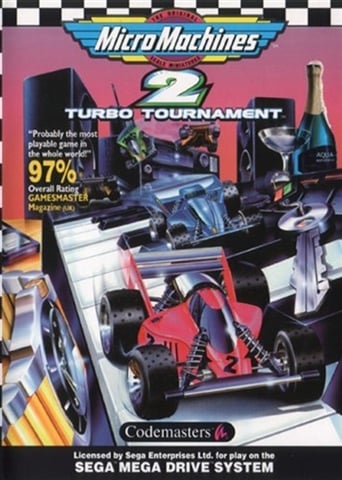 THE ORIGINAL
MicroMachines
SCALE MINIATURES
2
TURBO TOURNAMENT
"Probably the most
playable game in
the whole world!"
97%
Overall Rating
GAMESMASTER
Magazine (UK)
AQUA
2
2
Codemasters
Licensed by Sega Enterprises Ltd. for play on the
SEGA MEGA DRIVE SYSTEM